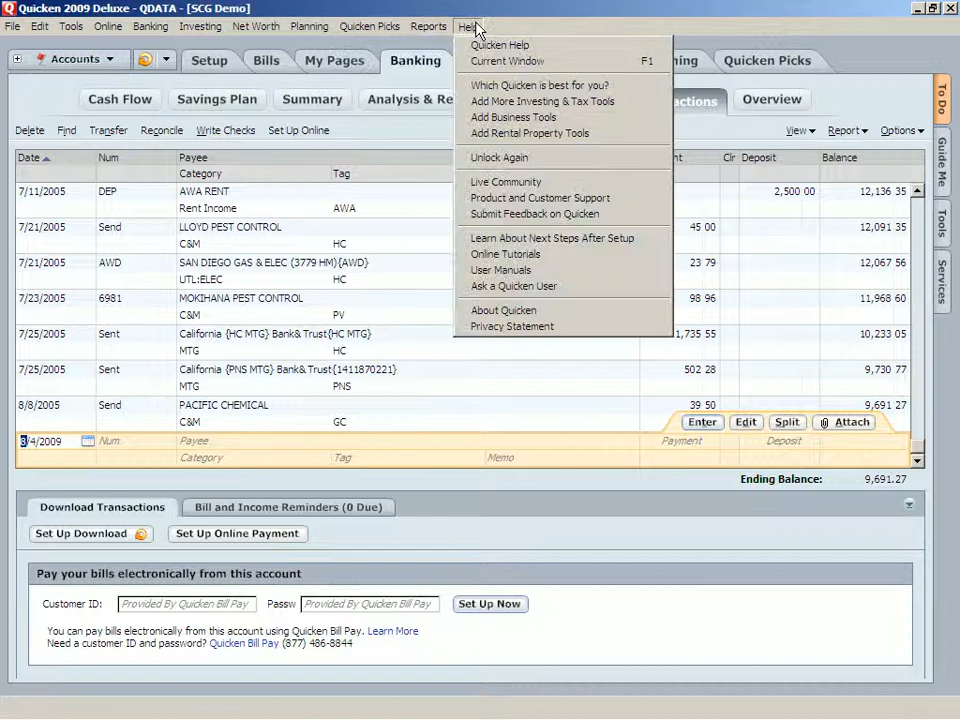 Quicken 2009 Deluxe - QDATA - [SCG Demo]
File Edit Tools Online Banking Investing Net Worth Planning Quicken Picks Reports Help
Accounts Setup Bills My Pages Banking Quicken Picks
Cash Flow Savings Plan Summary Analysis & Re Overview
Delete Find Transfer Reconcile Write Checks Set Up Online View Report Options
Quicken Help
Current Window F1
Which Quicken is best for you?
Add More Investing & Tax Tools
Add Business Tools
Add Rental Property Tools
Unlock Again
Live Community
Product and Customer Support
Submit Feedback on Quicken
Learn About Next Steps After Setup
Online Tutorials
User Manuals
Ask a Quicken User
About Quicken
Privacy Statement
To Do
Guide Me
Tools
Services
Date Num Payee Clr Deposit Balance
Category Tag
7/11/2005 DEP AWA RENT 2,500 00 12,136 35
Rent Income AWA
7/21/2005 Send LLOYD PEST CONTROL 45 00 12,091 35
C&M HC
7/21/2005 AWD SAN DIEGO GAS & ELEC (3779 HM){AWD} 23 79 12,067 56
UTL:ELEC HC
7/23/2005 6981 MOKIHANA PEST CONTROL 98 96 11,968 60
C&M PV
7/25/2005 Sent California {HC MTG} Bank& Trust{HC MTG} 1,735 55 10,233 05
MTG HC
7/25/2005 Sent California {PNS MTG} Bank& Trust{1411870221} 502 28 9,730 77
MTG PNS
8/8/2005 Send PACIFIC CHEMICAL 39 50 9,691 27
C&M GC
Enter Edit Split Attach
8/4/2009 Num Payee Payment Deposit
Category Tag Memo
Ending Balance: 9,691.27
Download Transactions Bill and Income Reminders (0 Due)
Set Up Download Set Up Online Payment
Pay your bills electronically from this account
Customer ID: Provided By Quicken Bill Pay Passw Provided By Quicken Bill Pay Set Up Now
You can pay bills electronically from this account using Quicken Bill Pay. Learn More
Need a customer ID and password? Quicken Bill Pay (877) 486-8844